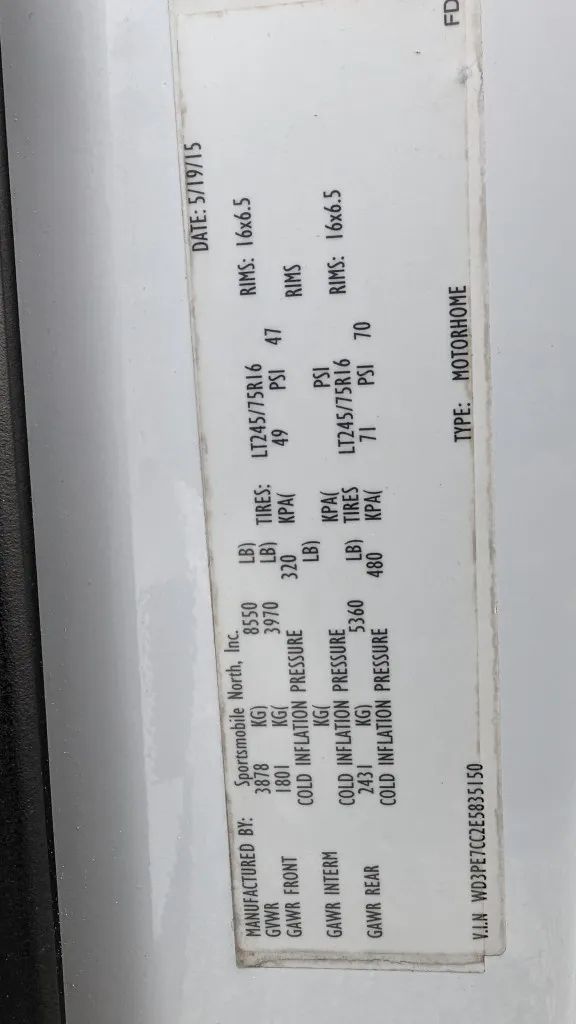 DATE: 5/19/15
MANUFACTURED BY: Sportsmobile North, Inc.
GVWR 3878 KG) 8550 LB)
GAWR FRONT 1801 KG( 3970 LB) TIRES: LT245/75R16 RIMS: 16x6.5
COLD INFLATION PRESSURE 320 KPA( 49 PSI 47
GAWR INTERM KG( LB) RIMS
COLD INFLATION PRESSURE KPA( PSI
GAWR REAR 2431 KG) 5360 LB) TIRES LT245/75R16 RIMS: 16x6.5
COLD INFLATION PRESSURE 480 KPA( 71 PSI 70
V.I.N WD3PE7CC2E5835150 TYPE: MOTORHOME
FD